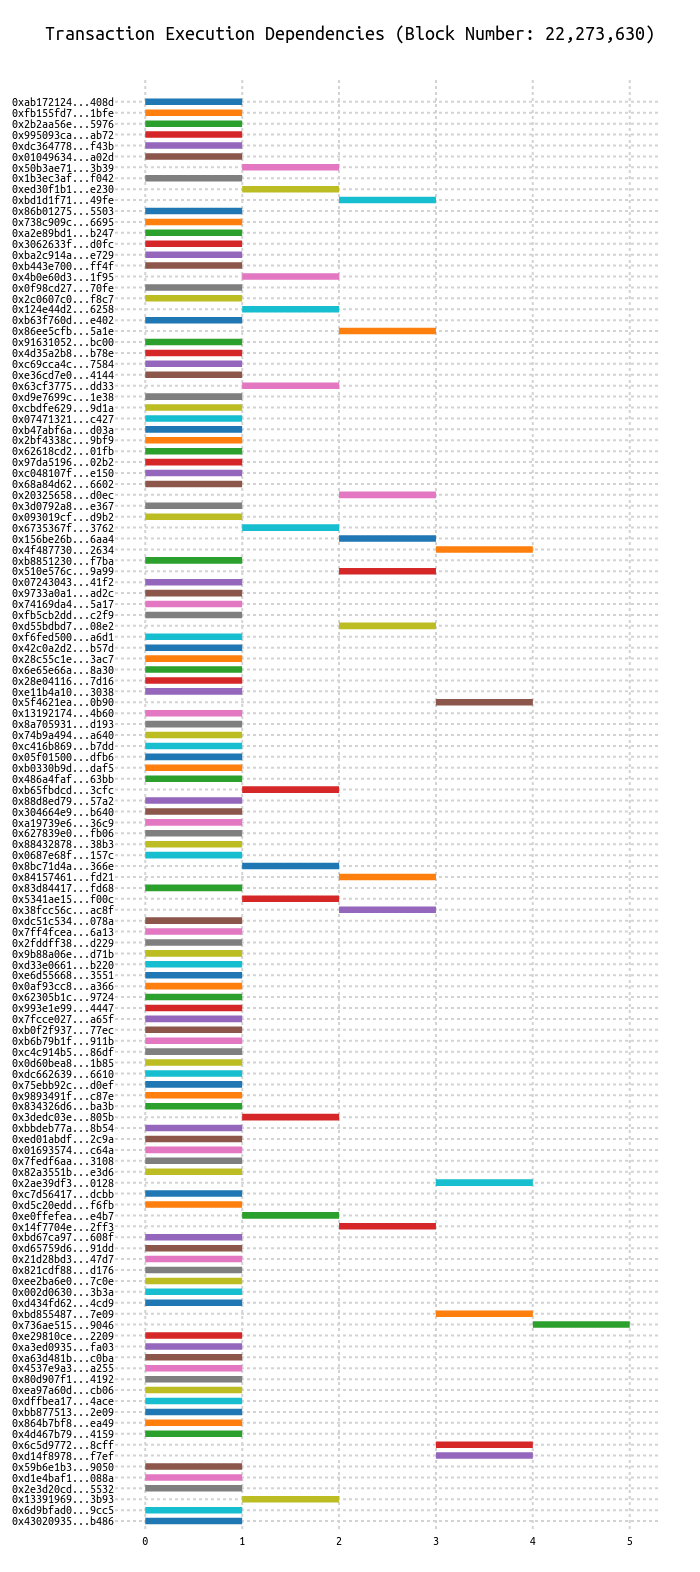 Transaction Execution Dependencies (Block Number: 22,273,630)
0xab172124...408d
0xfb155fd7...1bfe
0x2b2aa56e...5976
0x995093ca...ab72
0xdc364778...f43b
0x01049634...a02d
0x50b3ae71...3b39
0x1b3ec3af...f042
0xed30f1b1...e230
0xbd1d1f71...49fe
0x86b01275...5503
0x738c909c...6695
0xa2e89bd1...b247
0x3062633f...d0fc
0xba2c914a...e729
0xb443e700...ff4f
0x4b0e60d3...1f95
0x0f98cd27...70fe
0x2c0607c0...f8c7
0x124e44d2...6258
0xb63f760d...e402
0x86ee5cfb...5a1e
0x91631052...bc00
0x4d35a2b8...b78e
0xc69cca4c...7584
0xe36cd7e0...4144
0x63cf3775...dd33
0xd9e7699c...1e38
0xcbdfe629...9d1a
0x07471321...c427
0xb47abf6a...d03a
0x2bf4338c...9bf9
0x62618cd2...01fb
0x97da5196...02b2
0xc048107f...e150
0x68a84d62...6602
0x20325658...d0ec
0x3d0792a8...e367
0x093019cf...d9b2
0x6735367f...3762
0x156be26b...6aa4
0x4f487730...2634
0xb8851230...f7ba
0x510e576c...9a99
0x07243043...41f2
0x9733a0a1...ad2c
0x74169da4...5a17
0xfb5cb2dd...c2f9
0xd55bdbd7...08e2
0xf6fed500...a6d1
0x42c0a2d2...b57d
0x28c55c1e...3ac7
0x6e65e66a...8a30
0x28e04116...7d16
0xe11b4a10...3038
0x5f4621ea...0b90
0x13192174...4b60
0x8a705931...d193
0x74b9a494...a640
0xc416b869...b7dd
0x05f01500...dfb6
0xb0330b9d...daf5
0x486a4faf...63bb
0xb65fbdcd...3cfc
0x88d8ed79...57a2
0x304664e9...b640
0xa19739e6...36c9
0x627839e0...fb06
0x88432878...38b3
0x0687e68f...157c
0x8bc71d4a...366e
0x84157461...fd21
0x83d84417...fd68
0x5341ae15...f00c
0x38fcc56c...ac8f
0xdc51c534...078a
0x7ff4fcea...6a13
0x2fddff38...d229
0x9b88a06e...d71b
0xd33e0661...b220
0xe6d55668...3551
0x0af93cc8...a366
0x62305b1c...9724
0x993e1e99...4447
0x7fcce027...a65f
0xb0f2f937...77ec
0xb6b79b1f...911b
0xc4c914b5...86df
0x0d60bea8...1b85
0xdc662639...6610
0x75ebb92c...d0ef
0x9893491f...c87e
0x834326d6...ba3b
0x3dedc03e...805b
0xbbdeb77a...8b54
0xed01abdf...2c9a
0x01693574...c64a
0x7fedf6aa...3108
0x82a3551b...e3d6
0x2ae39df3...0128
0xc7d56417...dcbb
0xd5c20edd...f6fb
0xe0ffefea...e4b7
0x14f7704e...2ff3
0xbd67ca97...608f
0xd65759d6...91dd
0x21d28bd3...47d7
0x821cdf88...d176
0xee2ba6e0...7c0e
0x002d0630...3b3a
0xd434fd62...4cd9
0xbd855487...7e09
0x736ae515...9046
0xe29810ce...2209
0xa3ed0935...fa03
0xa63d481b...c0ba
0x4537e9a3...a255
0x80d907f1...4192
0xea97a60d...cb06
0xdffbea17...4ace
0xbb877513...2e09
0x864b7bf8...ea49
0x4d467b79...4159
0x6c5d9772...8cff
0xd14f8978...f7ef
0x59b6e1b3...9050
0xd1e4baf1...088a
0x2e3d20cd...5532
0x13391969...3b93
0x6d9bfad0...9cc5
0x43020935...b486
0 1 2 3 4 5